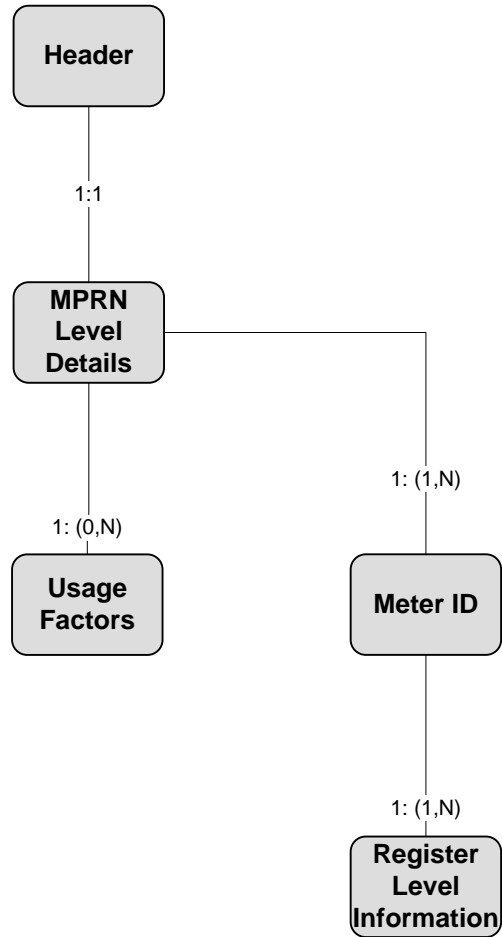 Header
1:1
MPRN
Level
Details
1: (0,N)
1: (1,N)
Usage
Factors
Meter ID
1: (1,N)
Register
Level
Information